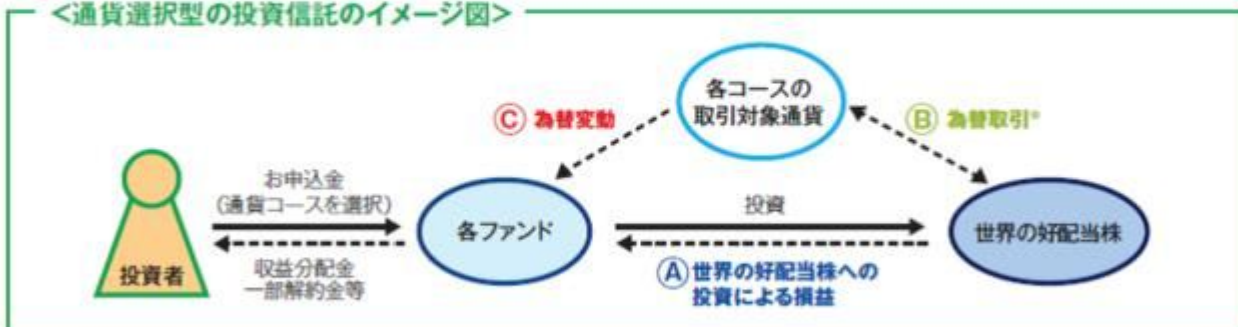 <通貨選択型の投資信託のイメージ図>
各コースの
取引対象通貨
Ⓒ 為替変動
Ⓑ 為替取引*
お申込金
(通貨コースを選択)
各ファンド
投資
世界の好配当株
投資者
収益分配金
一部解約金等
Ⓐ 世界の好配当株への
投資による損益